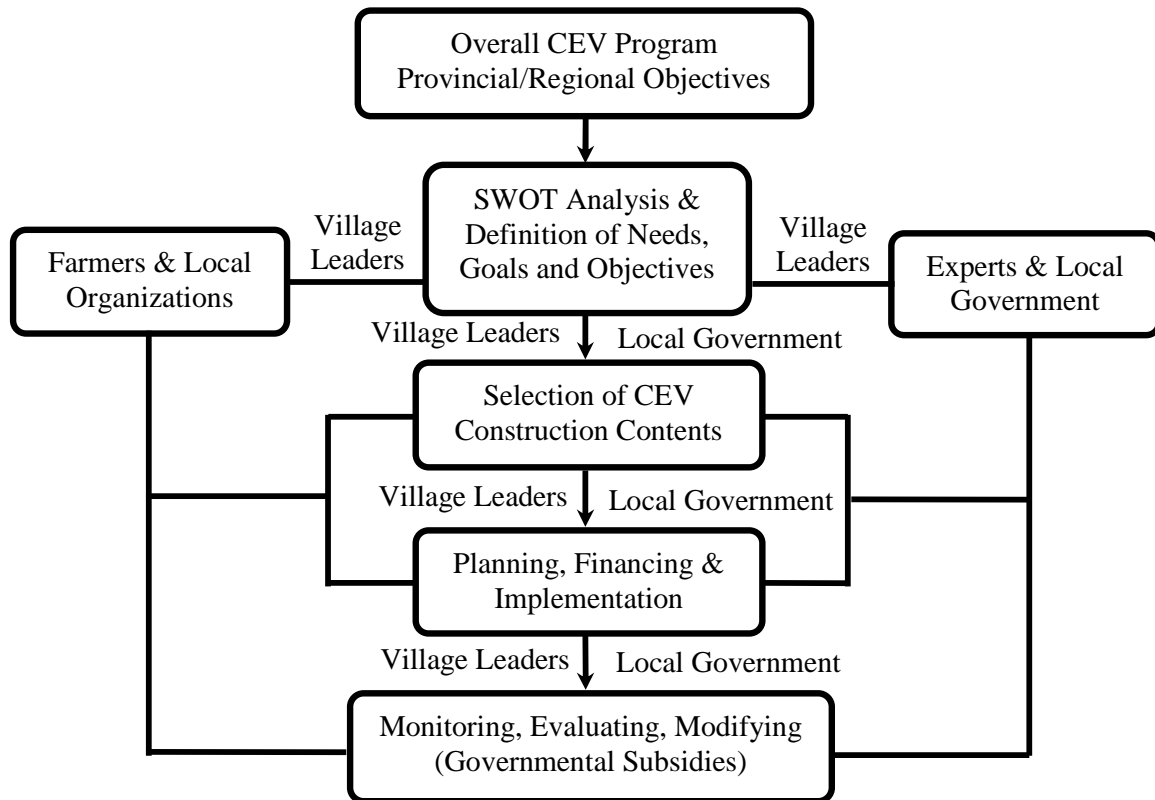 Overall CEV Program
Provincial/Regional Objectives
SWOT Analysis &
Definition of Needs,
Goals and Objectives
Village
Leaders
Village
Leaders
Farmers & Local
Organizations
Experts & Local
Government
Village Leaders
Local Government
Selection of CEV
Construction Contents
Village Leaders
Local Government
Planning, Financing &
Implementation
Village Leaders
Local Government
Monitoring, Evaluating, Modifying
(Governmental Subsidies)